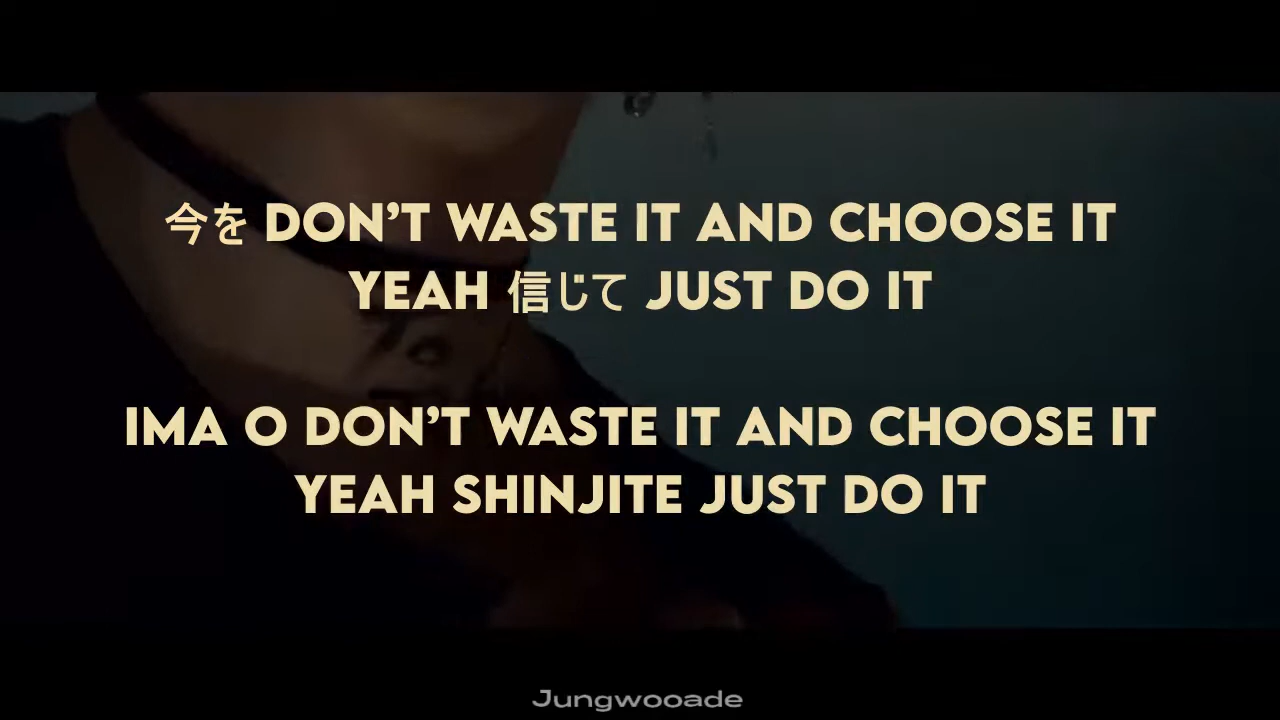 今を DON’T WASTE IT AND CHOOSE IT
YEAH 信じて JUST DO IT
IMA O DON’T WASTE IT AND CHOOSE IT
YEAH SHINJITE JUST DO IT
Jungwooade